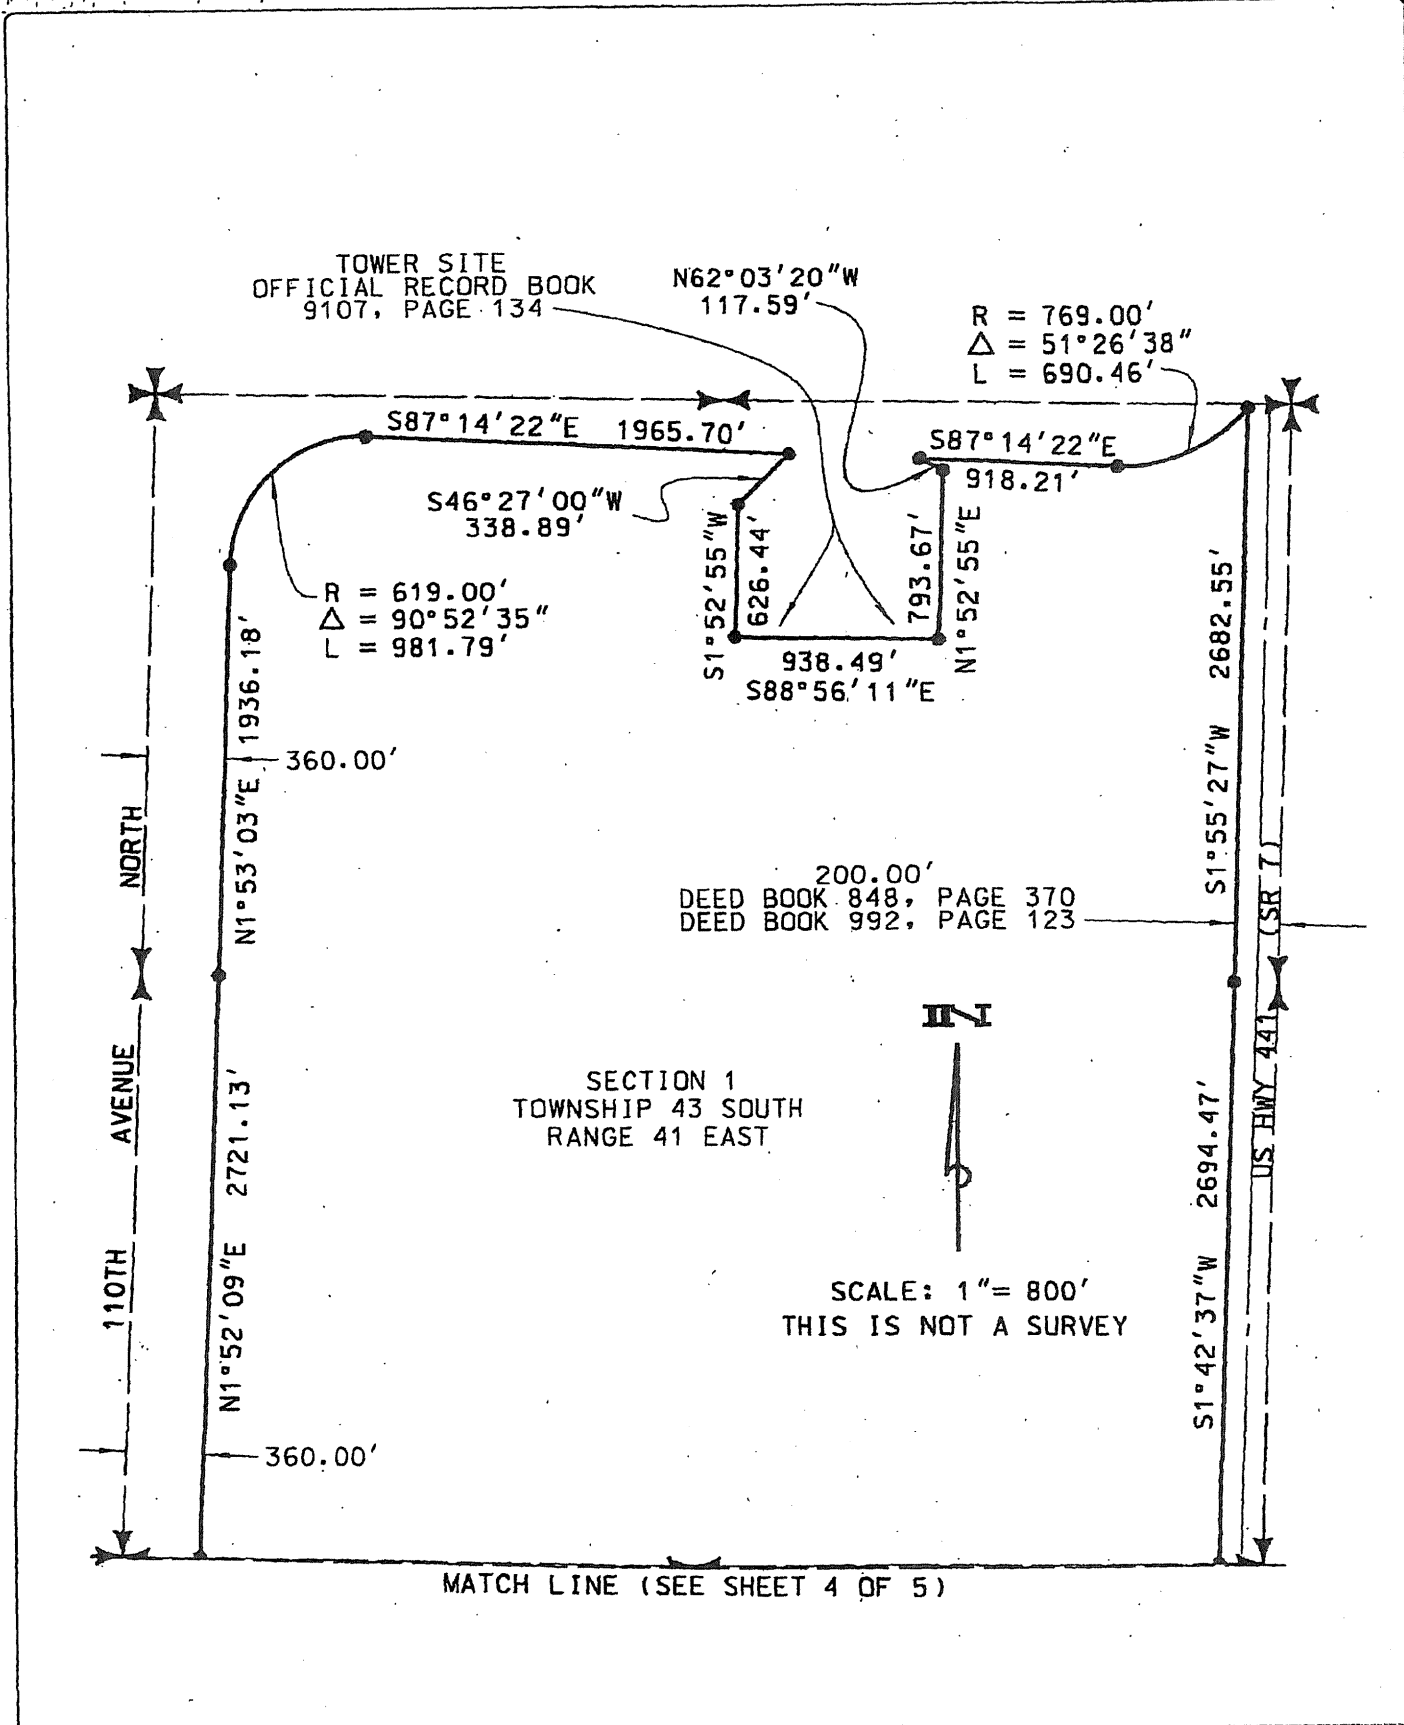 TOWER SITE
OFFICIAL RECORD BOOK
9107, PAGE 134
N62°03'20"W
117.59'
R = 769.00'
Δ = 51°26'38"
L = 690.46'
S87°14'22"E 1965.70'
S87°14'22"E
918.21'
S46°27'00"W
338.89'
S1°52'55"W
626.44'
793.67'
N1°52'55"E
R = 619.00'
Δ = 90°52'35"
L = 981.79'
938.49'
S88°56'11"E
N1°53'03"E 1936.18'
360.00'
S1°55'27"W 2682.55'
200.00'
DEED BOOK 848, PAGE 370
DEED BOOK 992, PAGE 123
110TH AVENUE NORTH
US HWY 441 (SR 7)
N
SECTION 1
TOWNSHIP 43 SOUTH
RANGE 41 EAST
N1°52'09"E 2721.13'
S1°42'37"W 2694.47'
SCALE: 1"= 800'
THIS IS NOT A SURVEY
360.00'
MATCH LINE (SEE SHEET 4 OF 5)